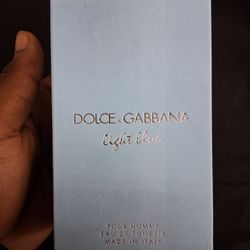 DOLCE & GABBANA
light blue
POUR HOMME
EAU DE TOILETTE
MADE IN ITALY